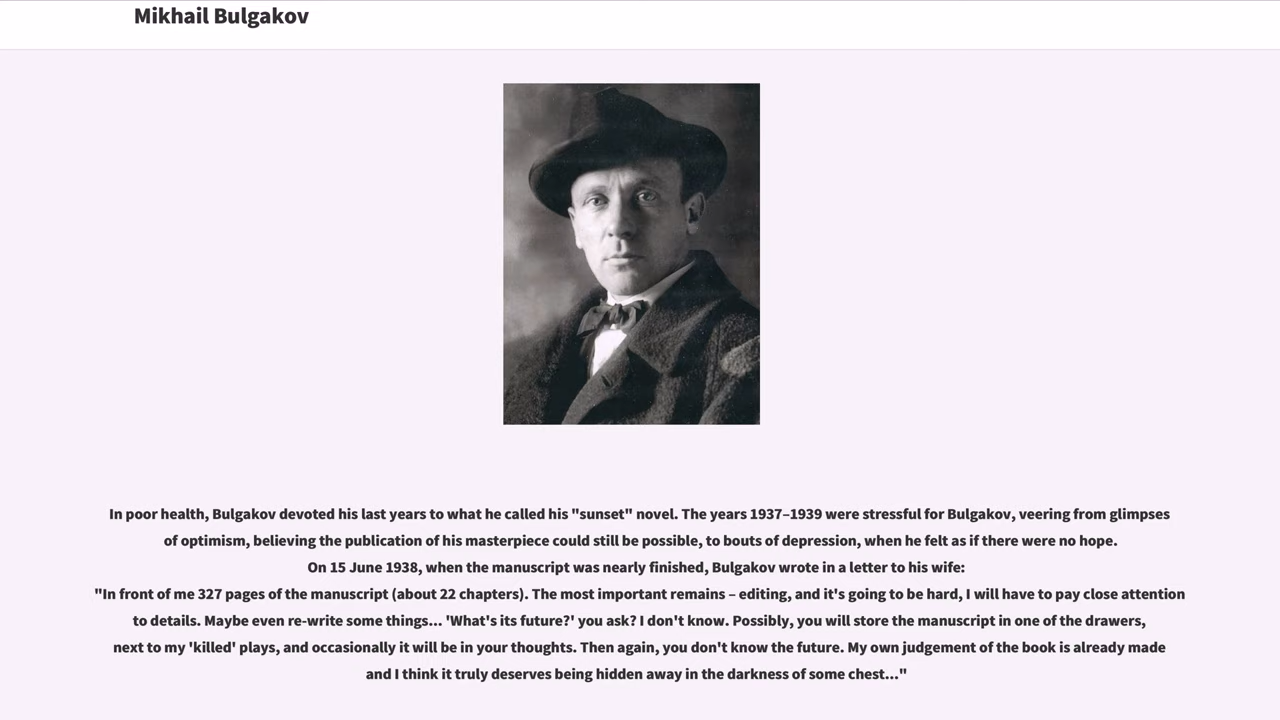 Mikhail Bulgakov
In poor health, Bulgakov devoted his last years to what he called his "sunset" novel. The years 1937–1939 were stressful for Bulgakov, veering from glimpses
of optimism, believing the publication of his masterpiece could still be possible, to bouts of depression, when he felt as if there were no hope.
On 15 June 1938, when the manuscript was nearly finished, Bulgakov wrote in a letter to his wife:
"In front of me 327 pages of the manuscript (about 22 chapters). The most important remains – editing, and it's going to be hard, I will have to pay close attention
to details. Maybe even re-write some things... 'What's its future?' you ask? I don't know. Possibly, you will store the manuscript in one of the drawers,
next to my 'killed' plays, and occasionally it will be in your thoughts. Then again, you don't know the future. My own judgement of the book is already made
and I think it truly deserves being hidden away in the darkness of some chest..."